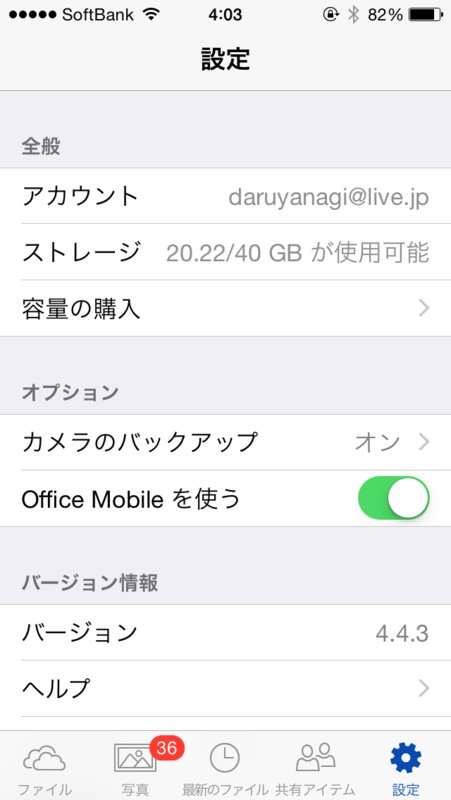 SoftBank 4:03 82%
設定
全般
アカウント daruyanagi@live.jp
ストレージ 20.22/40 GB が使用可能
容量の購入
オプション
カメラのバックアップ オン
Office Mobile を使う
バージョン情報
バージョン 4.4.3
ヘルプ
36
ファイル 写真 最新のファイル 共有アイテム 設定